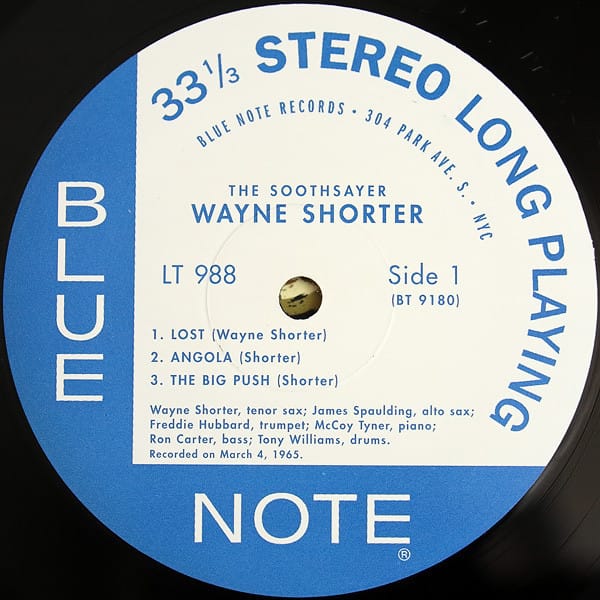 33⅓ STEREO LONG PLAYING
BLUE NOTE RECORDS • 304 PARK AVE. S. • NYC
THE SOOTHSAYER
WAYNE SHORTER
LT 988
Side 1
(BT 9180)
1. LOST (Wayne Shorter)
2. ANGOLA (Shorter)
3. THE BIG PUSH (Shorter)
Wayne Shorter, tenor sax; James Spaulding, alto sax;
Freddie Hubbard, trumpet; McCoy Tyner, piano;
Ron Carter, bass; Tony Williams, drums.
Recorded on March 4, 1965.
BLUE
NOTE®